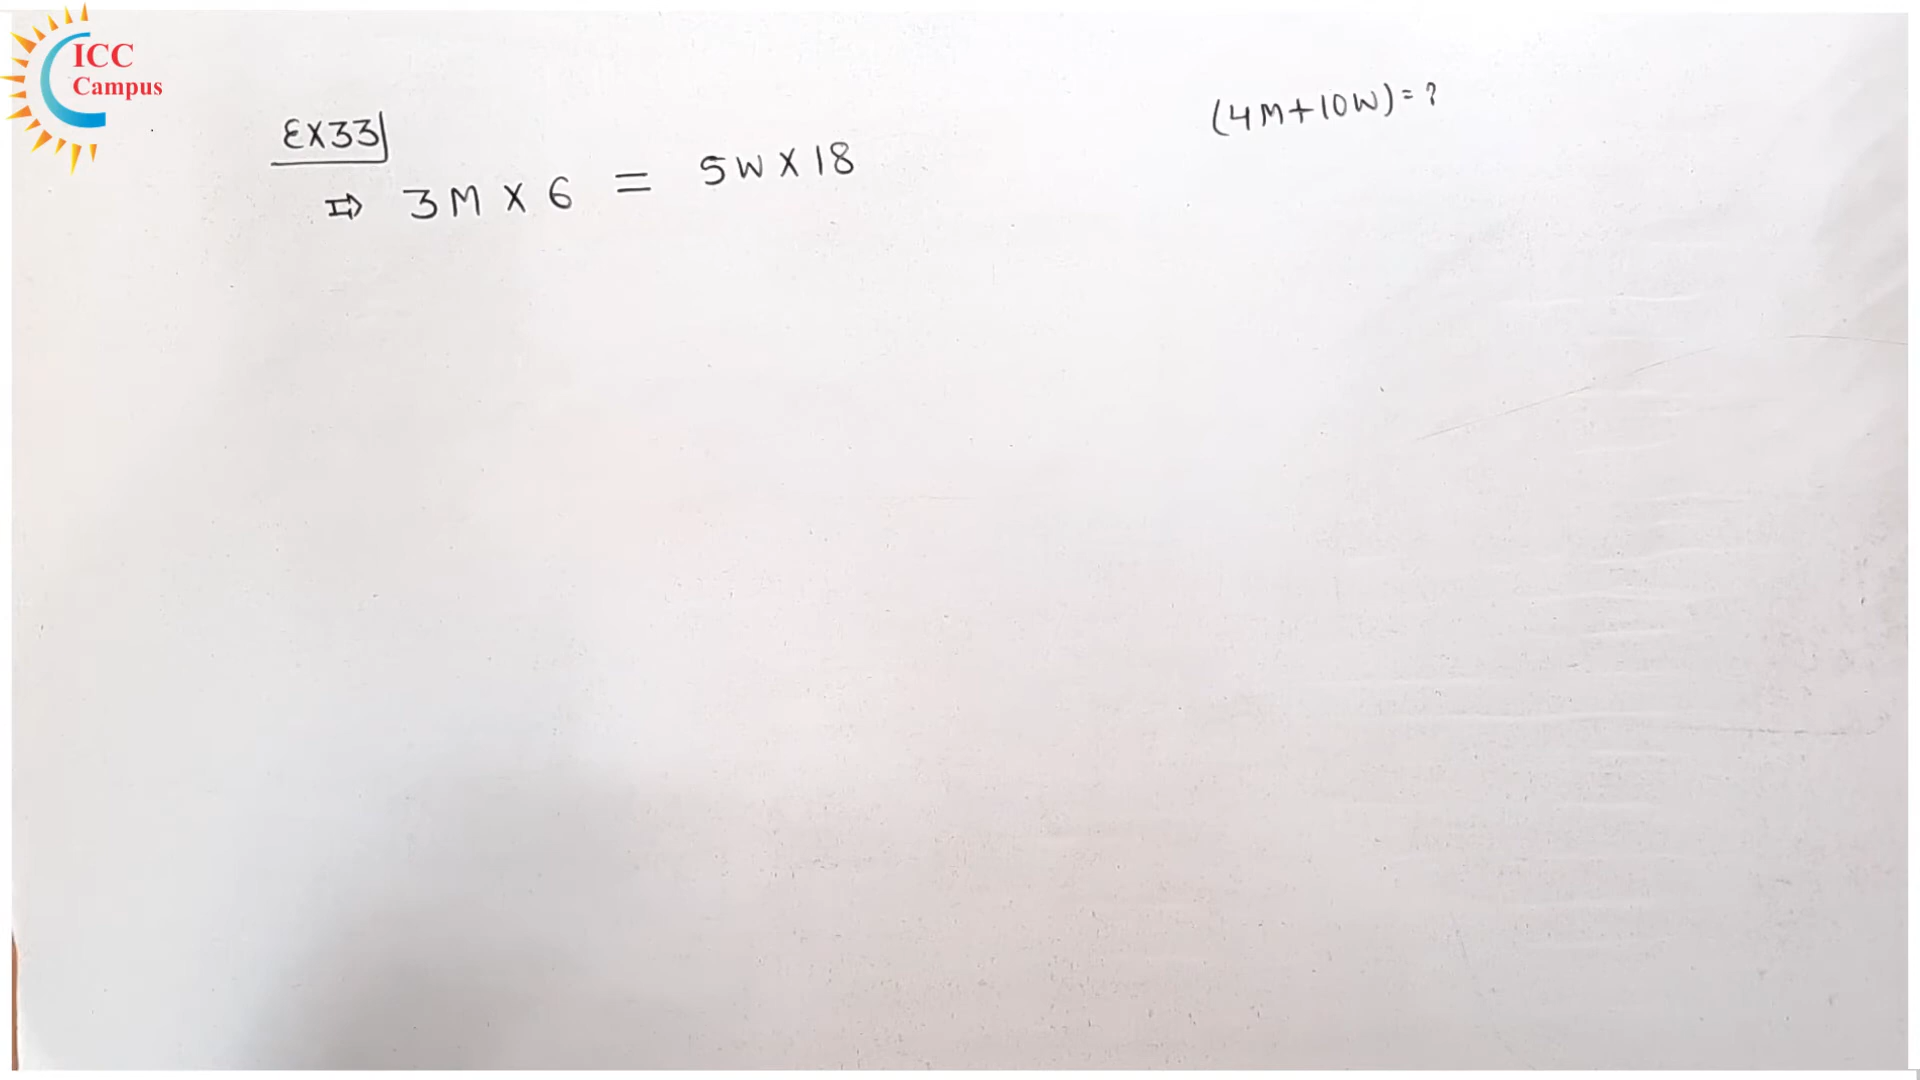 ICC
Campus
EX33
(4M+10W)=?
⇒ 3M X 6 = 5W X 18